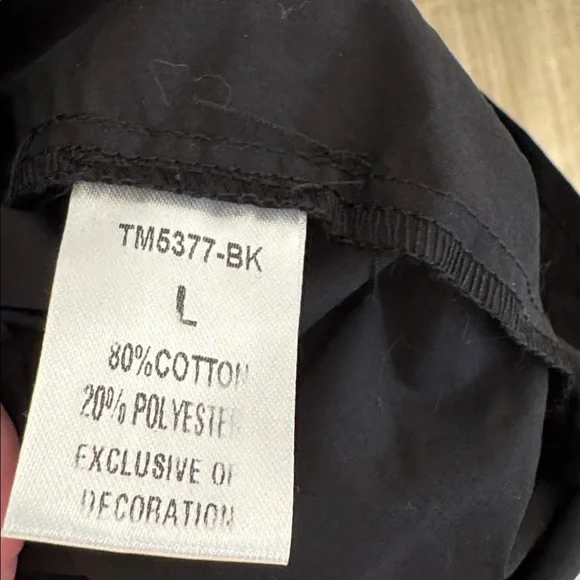 TM5377-BK
L
80%COTTON
20% POLYESTER
EXCLUSIVE OF
DECORATION